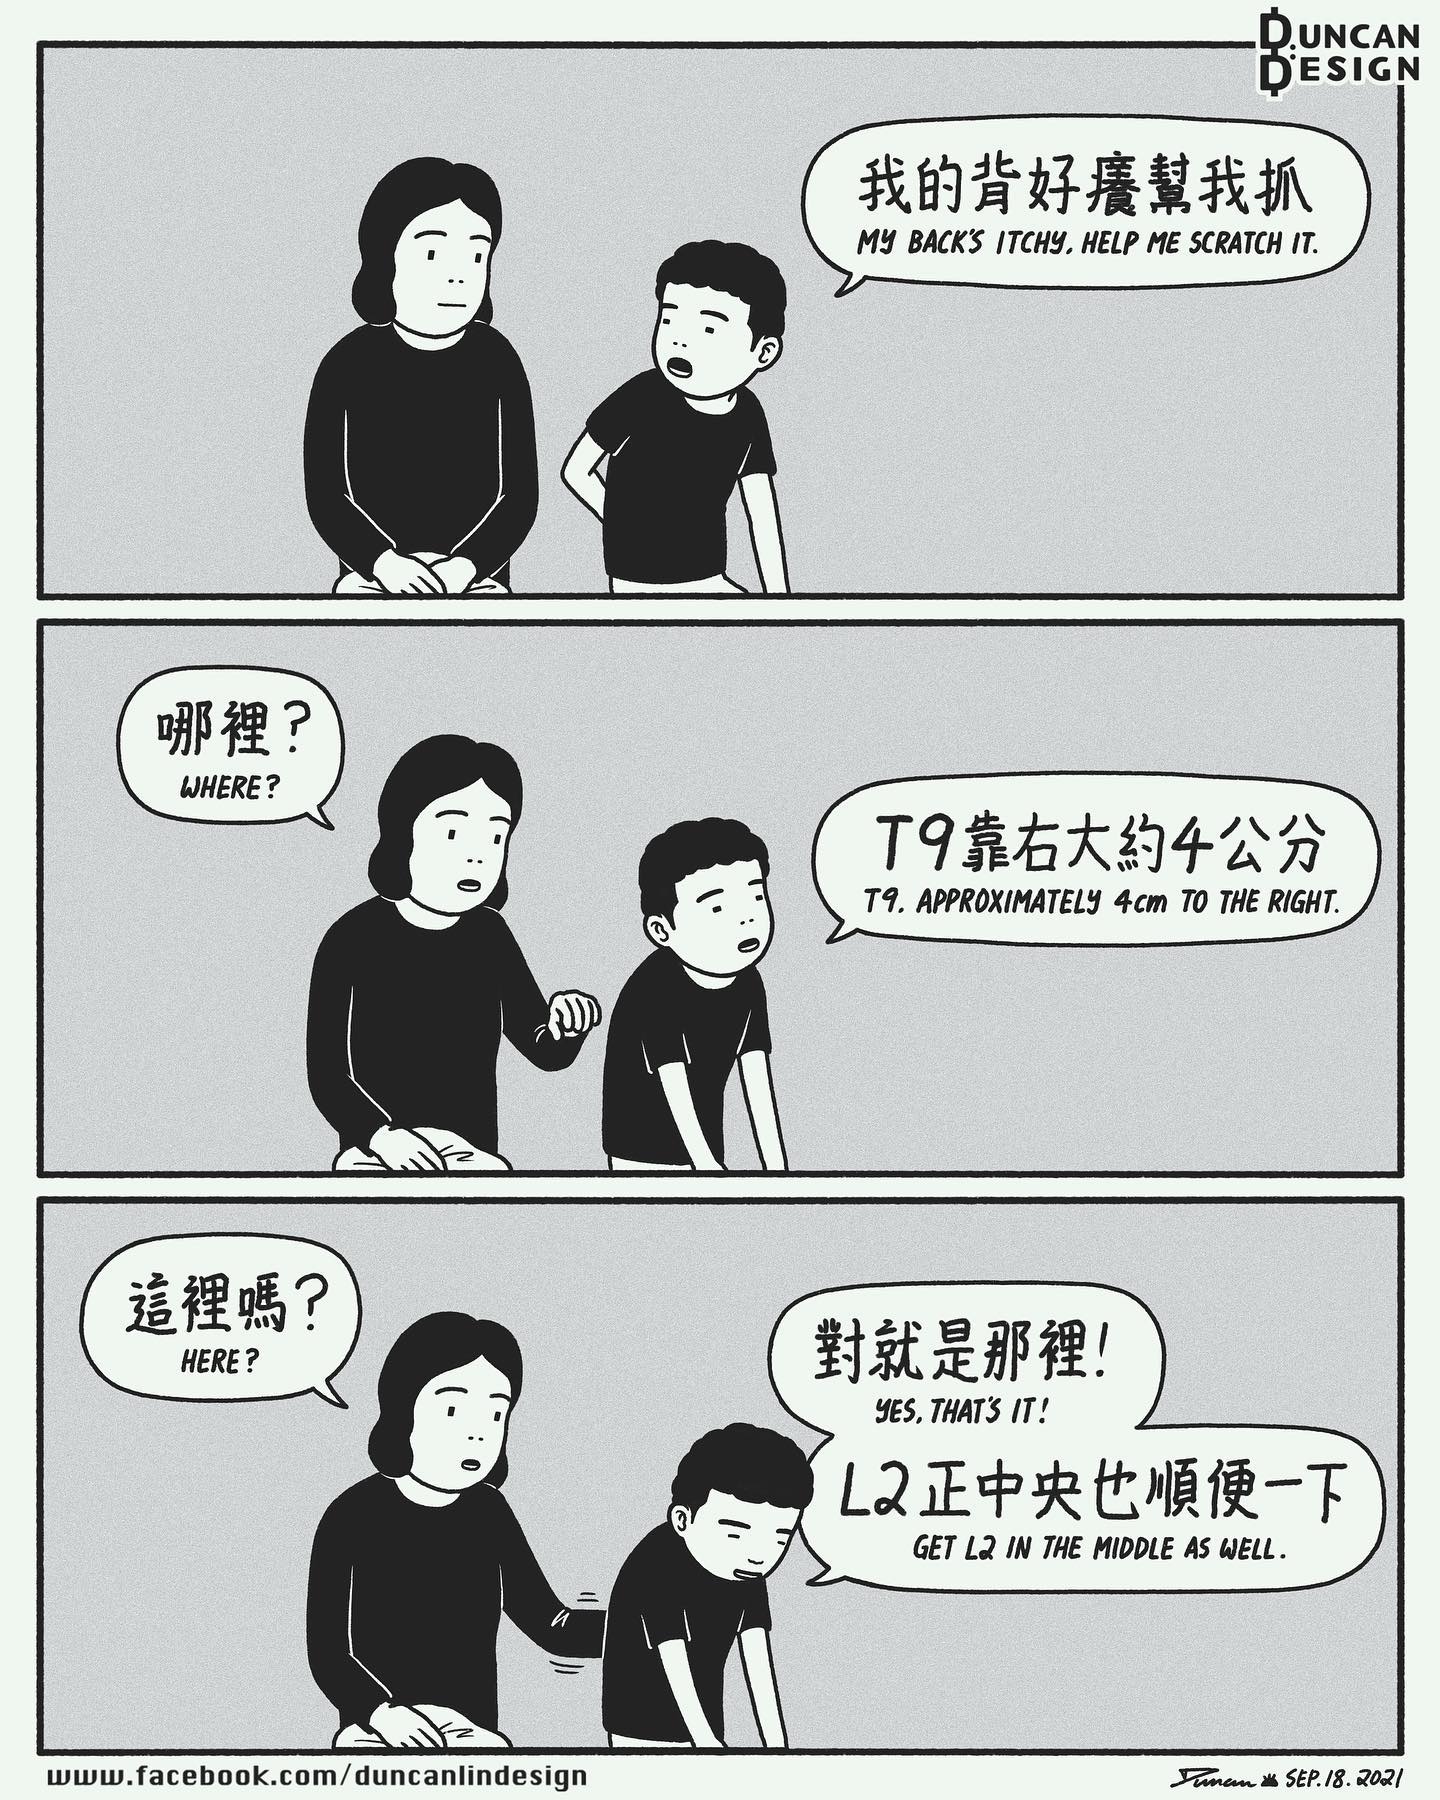 DUNCAN
DESIGN
我的背好癢幫我抓
MY BACK'S ITCHY, HELP ME SCRATCH IT.
哪裡？
WHERE?
T9靠右大約4公分
T9. APPROXIMATELY 4cm TO THE RIGHT.
這裡嗎？
HERE?
對就是那裡！
YES, THAT'S IT!
L2正中央也順便一下
GET L2 IN THE MIDDLE AS WELL.
www.facebook.com/duncanlindesign
Duncan SEP.18.2021